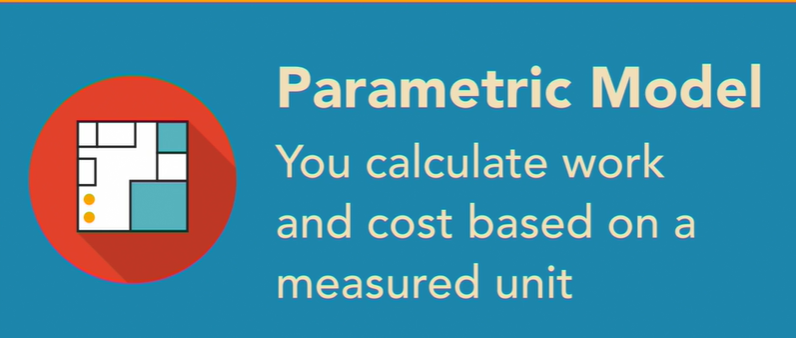 Parametric Model
You calculate work
and cost based on a
measured unit